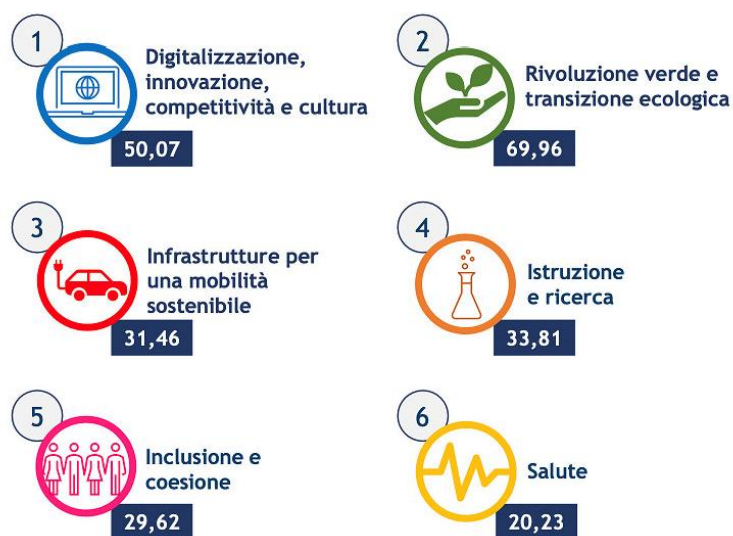 1
Digitalizzazione,
innovazione,
competitività e cultura
50,07
2
Rivoluzione verde e
transizione ecologica
69,96
3
Infrastrutture per
una mobilità
sostenibile
31,46
4
Istruzione
e ricerca
33,81
5
Inclusione e
coesione
29,62
6
Salute
20,23